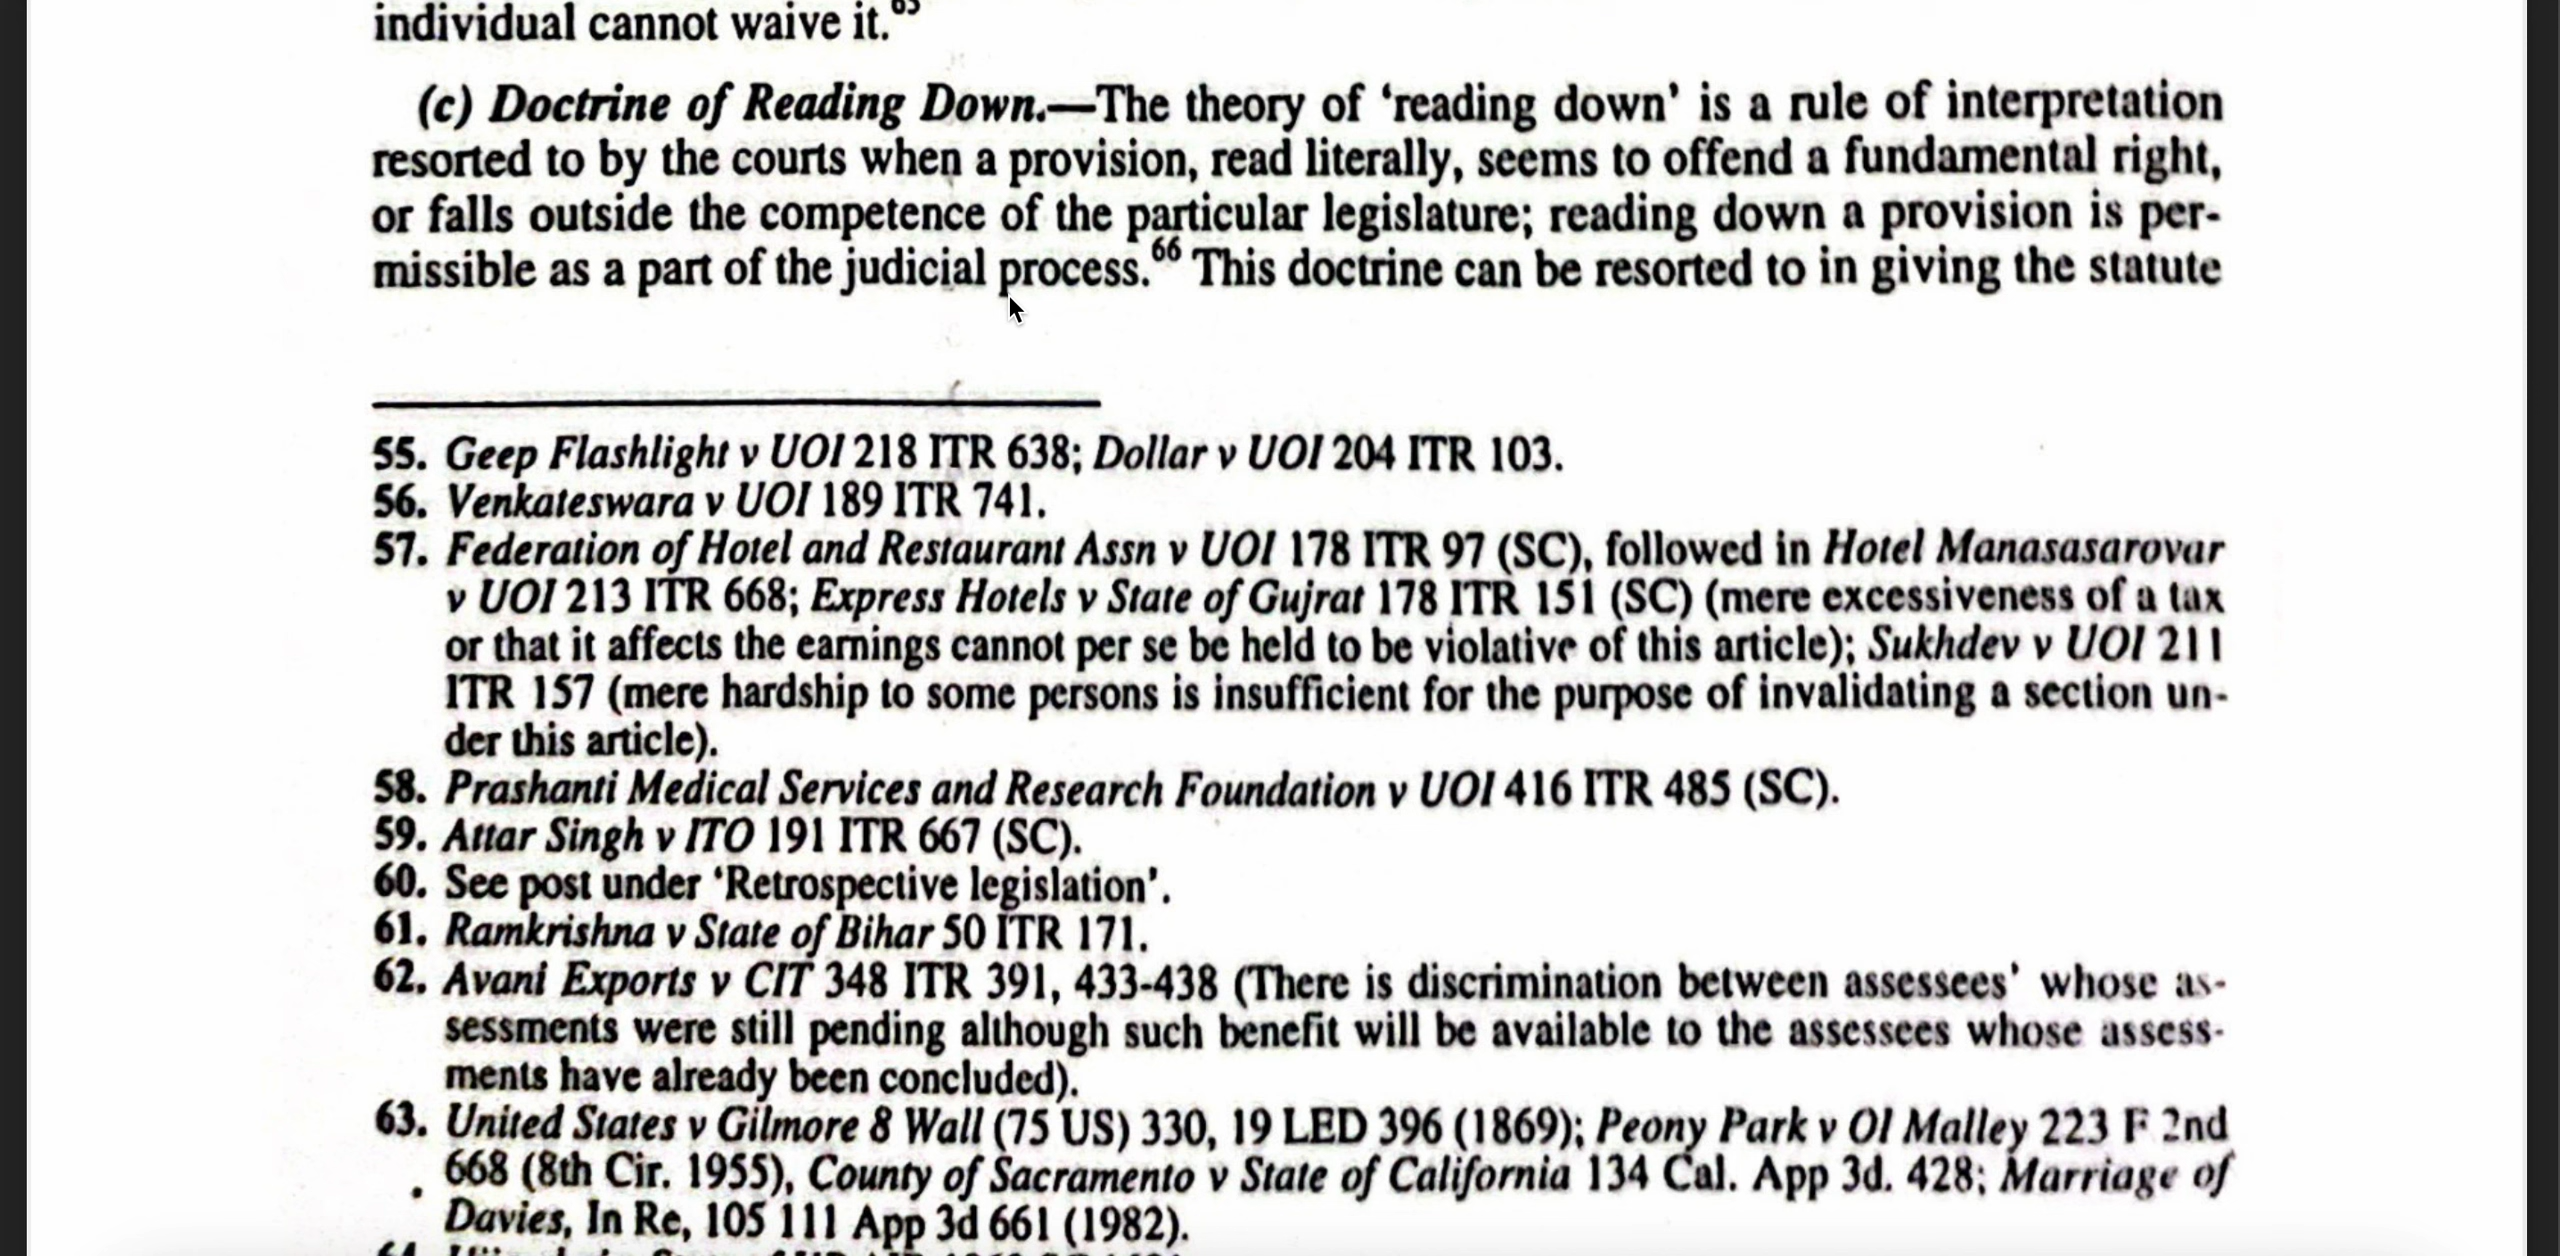 individual cannot waive it.65
(c) Doctrine of Reading Down.—The theory of ‘reading down’ is a rule of interpretation
resorted to by the courts when a provision, read literally, seems to offend a fundamental right,
or falls outside the competence of the particular legislature; reading down a provision is per-
missible as a part of the judicial process.66 This doctrine can be resorted to in giving the statute
55. Geep Flashlight v UOI 218 ITR 638; Dollar v UOI 204 ITR 103.
56. Venkateswara v UOI 189 ITR 741.
57. Federation of Hotel and Restaurant Assn v UOI 178 ITR 97 (SC), followed in Hotel Manasasarovar
v UOI 213 ITR 668; Express Hotels v State of Gujrat 178 ITR 151 (SC) (mere excessiveness of a tax
or that it affects the earnings cannot per se be held to be violative of this article); Sukhdev v UOI 211
ITR 157 (mere hardship to some persons is insufficient for the purpose of invalidating a section un-
der this article).
58. Prashanti Medical Services and Research Foundation v UOI 416 ITR 485 (SC).
59. Attar Singh v ITO 191 ITR 667 (SC).
60. See post under ‘Retrospective legislation’.
61. Ramkrishna v State of Bihar 50 ITR 171.
62. Avani Exports v CIT 348 ITR 391, 433-438 (There is discrimination between assessees’ whose as-
sessments were still pending although such benefit will be available to the assessees whose assess-
ments have already been concluded).
63. United States v Gilmore 8 Wall (75 US) 330, 19 LED 396 (1869); Peony Park v Ol Malley 223 F 2nd
668 (8th Cir. 1955), County of Sacramento v State of California 134 Cal. App 3d. 428; Marriage of
Davies, In Re, 105 111 App 3d 661 (1982).